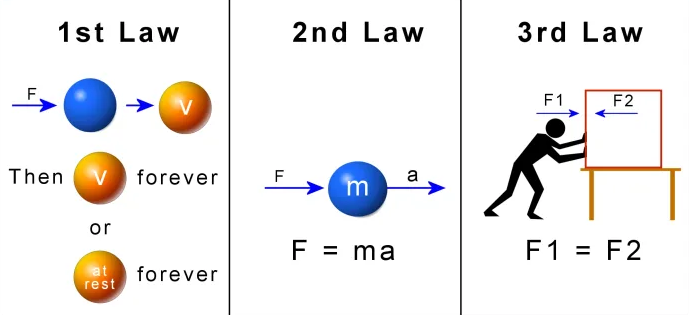 1st Law
F
v
Then v forever
or
at
rest forever
2nd Law
F
m
a
F = ma
3rd Law
F1 F2
F1 = F2